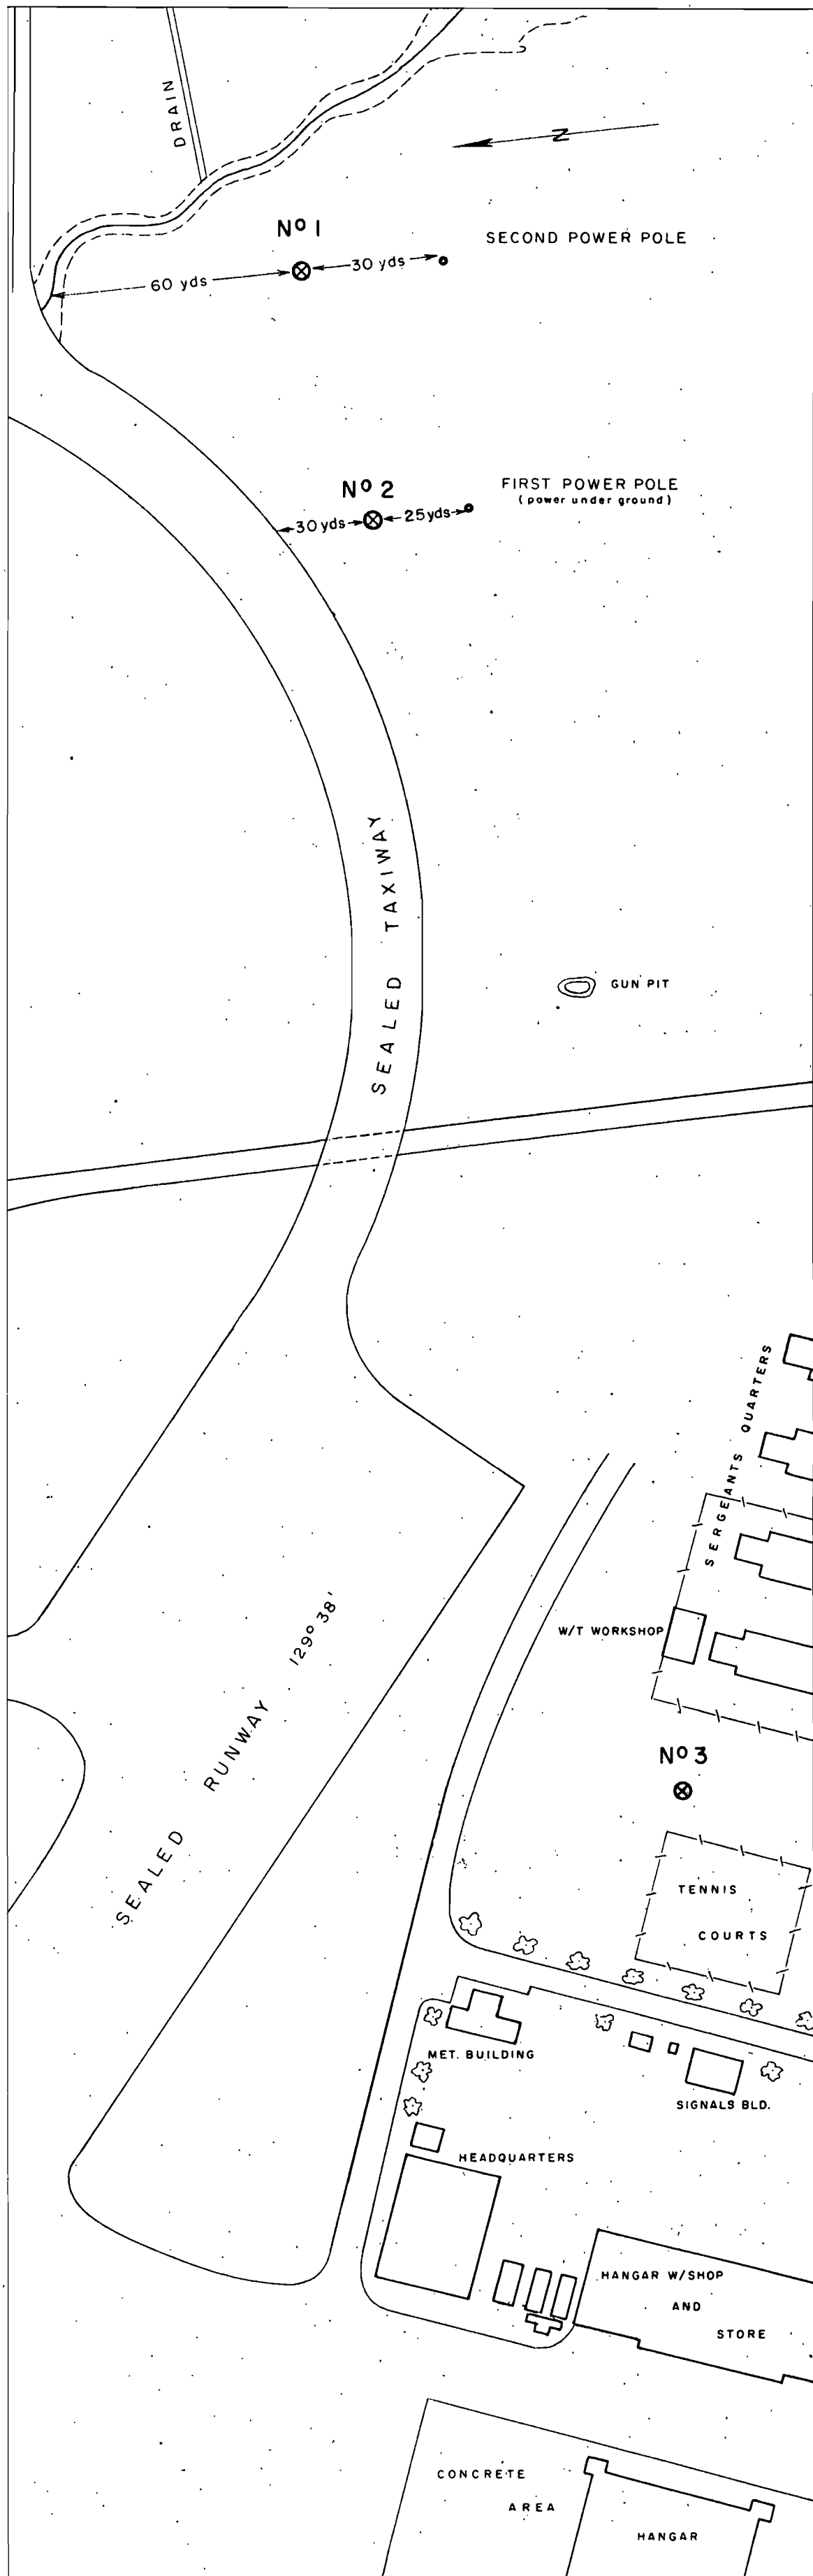 DRAIN
N
Nº 1
SECOND POWER POLE
60 yds
30 yds
Nº 2
FIRST POWER POLE
(power under ground)
30 yds
25 yds
SEALED TAXIWAY
GUN PIT
SERGEANTS QUARTERS
W/T WORKSHOP
SEALED RUNWAY 129º 38'
Nº 3
TENNIS
COURTS
MET. BUILDING
SIGNALS BLD.
HEADQUARTERS
HANGAR W/SHOP
AND
STORE
CONCRETE
AREA
HANGAR